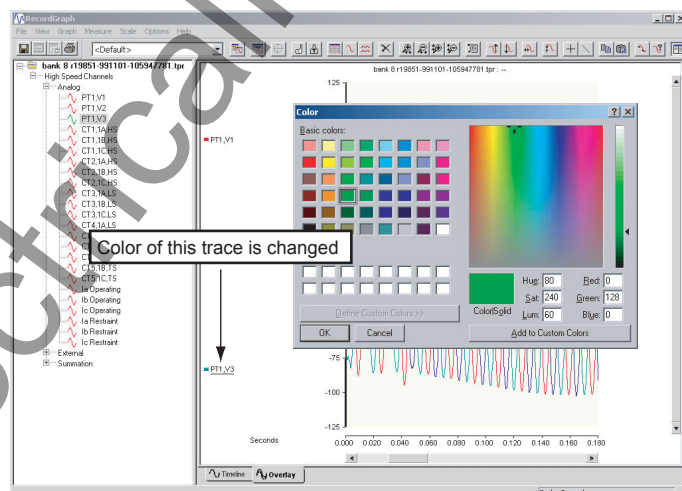 RecordGraph
File View Graph Measure Scale Options Help
<Default>
bank 8 r19851-991101-105947781.tpr
High Speed Channels
Analog
PT1,V1
PT1,V2
PT1,V3
CT1,1A,HS
CT1,1B,HS
CT1,1C,HS
CT2,1A,HS
CT2,1B,HS
CT2,1C,HS
CT3,1A,LS
CT3,1B,LS
CT3,1C,LS
CT4,1A,LS
CT5,1B,TS
CT5,1C,TS
Ia Operating
Ib Operating
Ic Operating
Ia Restraint
Ib Restraint
Ic Restraint
External
Summation
bank 8 r19851-991101-105947781.tpr : --
125
PT1,V1
Color of this trace is changed
PT1,V3
Color
Basic colors:
Define Custom Colors >>
OK Cancel
Color|Solid
Hue: 80 Red: 0
Sat: 240 Green: 128
Lum: 60 Blue: 0
Add to Custom Colors
-75
-100
-125
Seconds
0.000 0.020 0.040 0.060 0.080 0.100 0.120 0.140 0.160 0.180
Timeline Overlay
ctrical